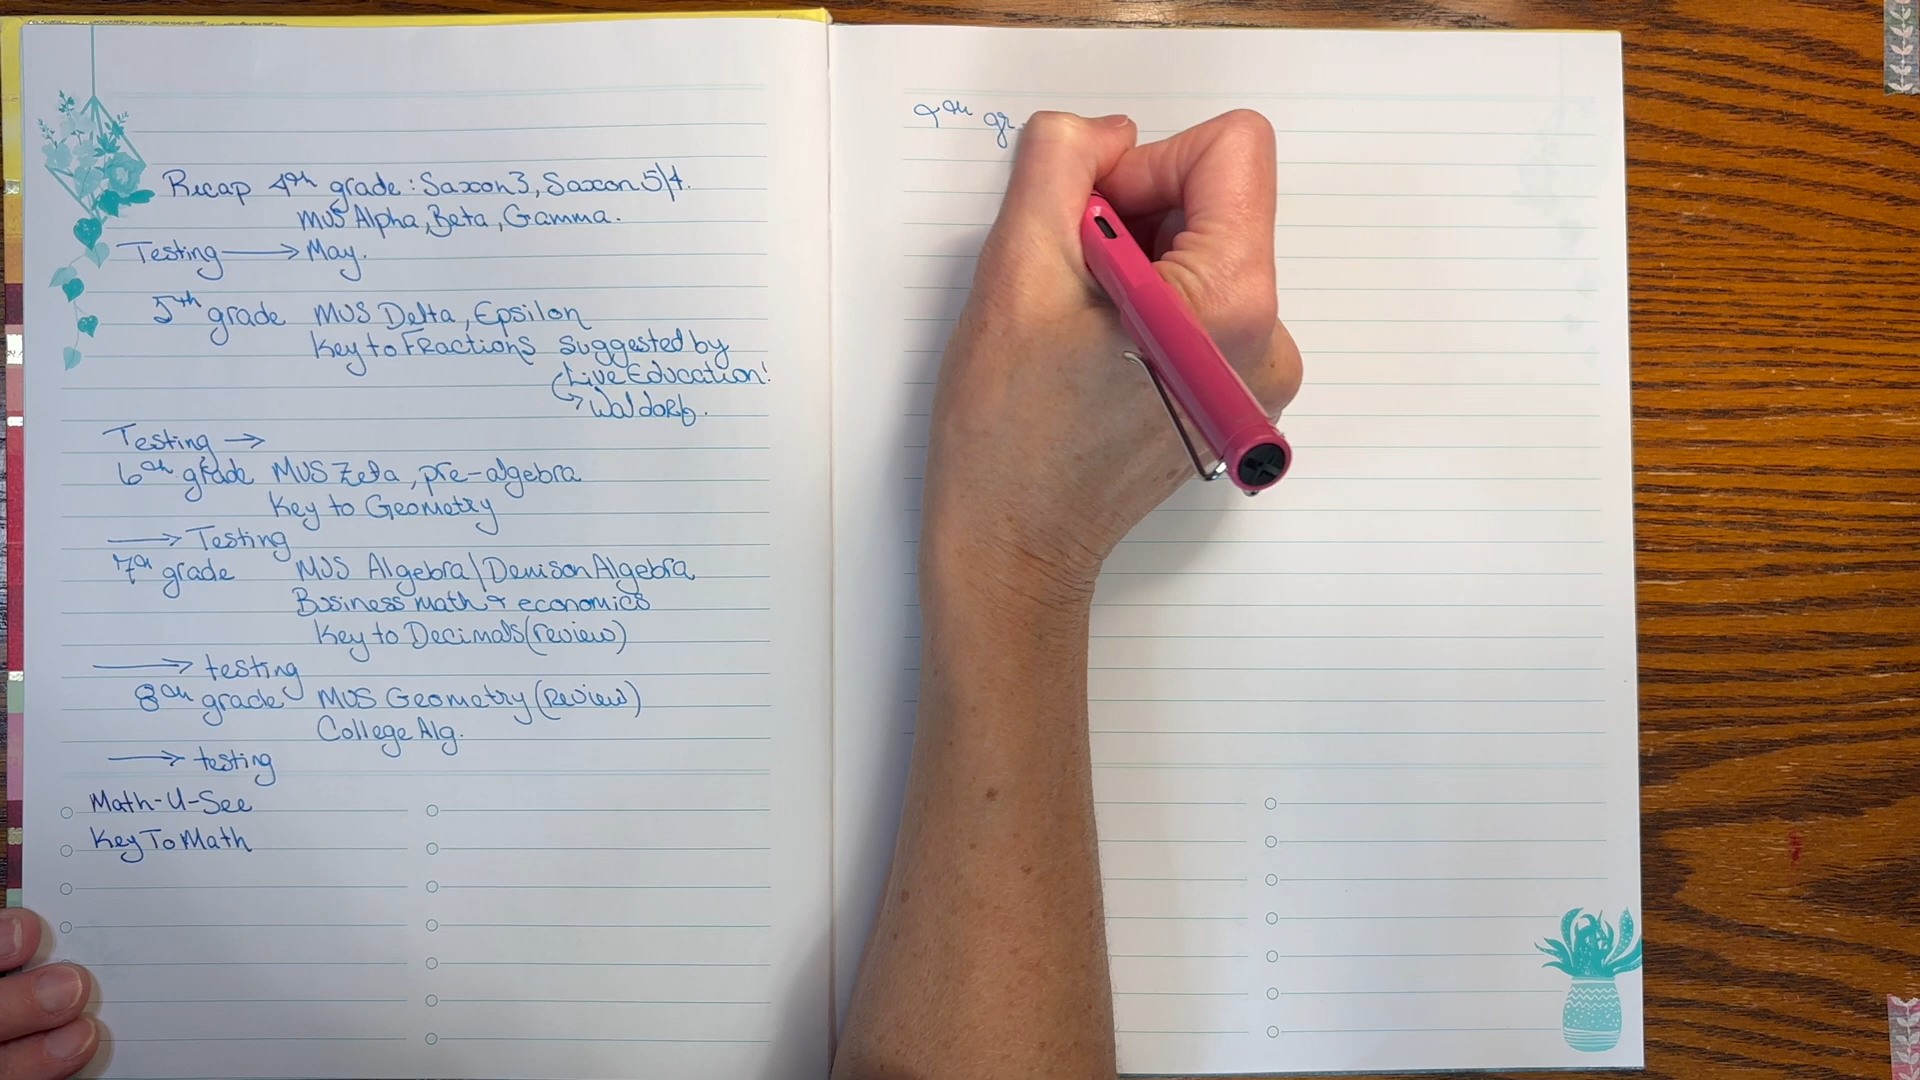 Recap 4th grade: Saxon 3, Saxon 5/4.
MUS Alpha, Beta, Gamma.
Testing → May.
5th grade MUS Delta, Epsilon
Key to Fractions suggested by
Live Education!
→ Waldorf.
Testing →
6th grade MUS Zeta, pre-algebra
Key to Geometry
→ Testing
7th grade MUS Algebra/Denison Algebra
Business math + economics
Key to Decimals (review)
→ testing
8th grade MUS Geometry (Review)
College Alg.
→ testing
Math-U-See
Key To Math
9th gr